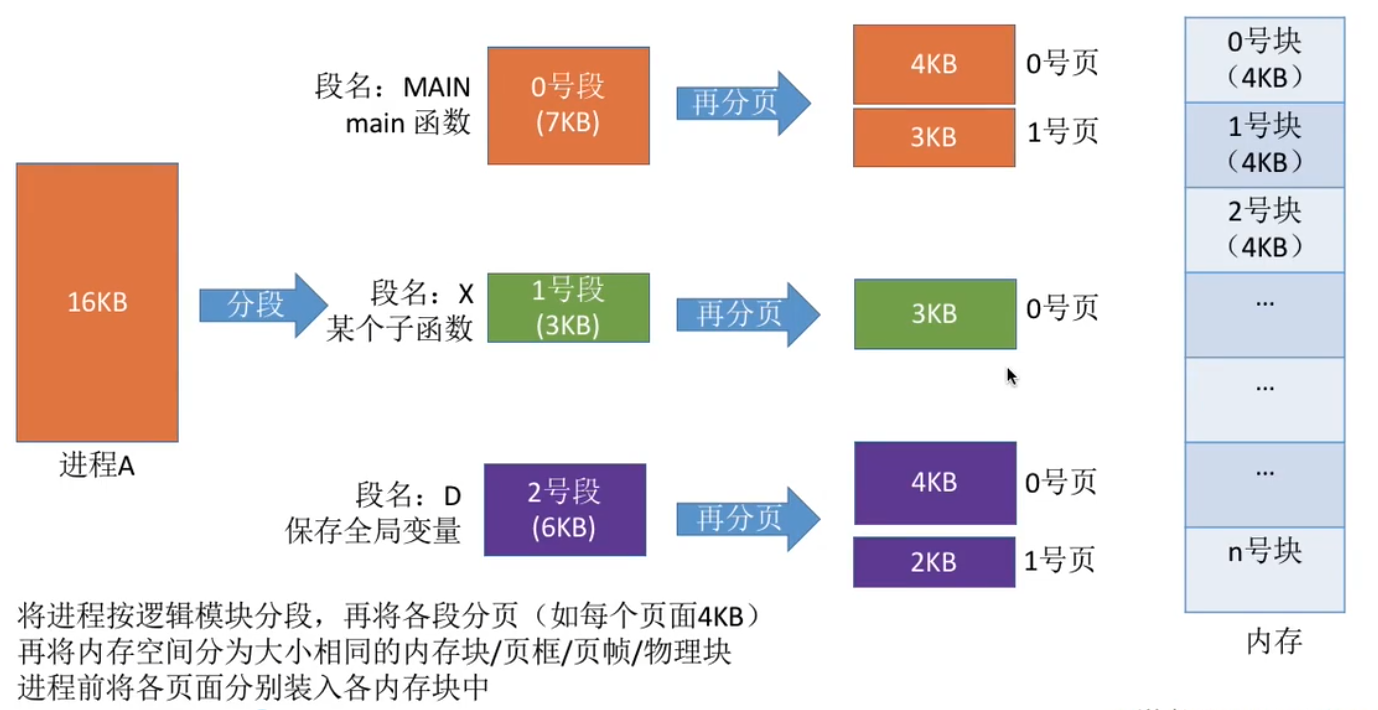 段名：MAIN
main 函数
0号段
(7KB)
再分页
4KB
0号页
3KB
1号页
16KB
进程A
分段
段名：X
某个子函数
1号段
(3KB)
再分页
3KB
0号页
段名：D
保存全局变量
2号段
(6KB)
再分页
4KB
0号页
2KB
1号页
0号块
（4KB）
1号块
（4KB）
2号块
（4KB）
...
...
...
n号块
内存
将进程按逻辑模块分段，再将各段分页（如每个页面4KB）
再将内存空间分为大小相同的内存块/页框/页帧/物理块
进程前将各页面分别装入各内存块中